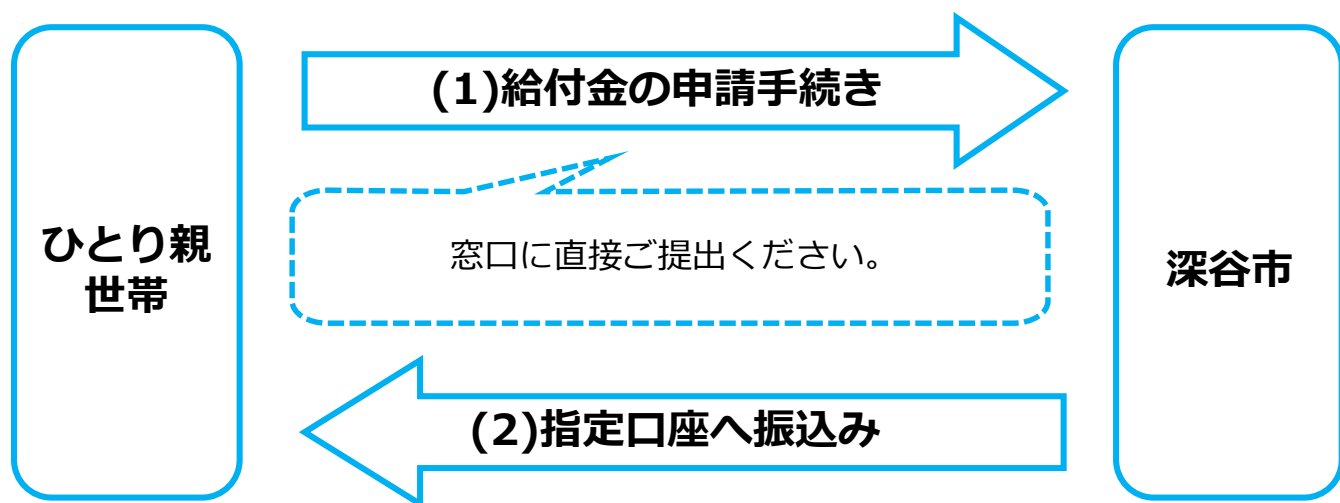 (1)給付金の申請手続き
ひとり親
世帯
窓口に直接ご提出ください。
深谷市
(2)指定口座へ振込み